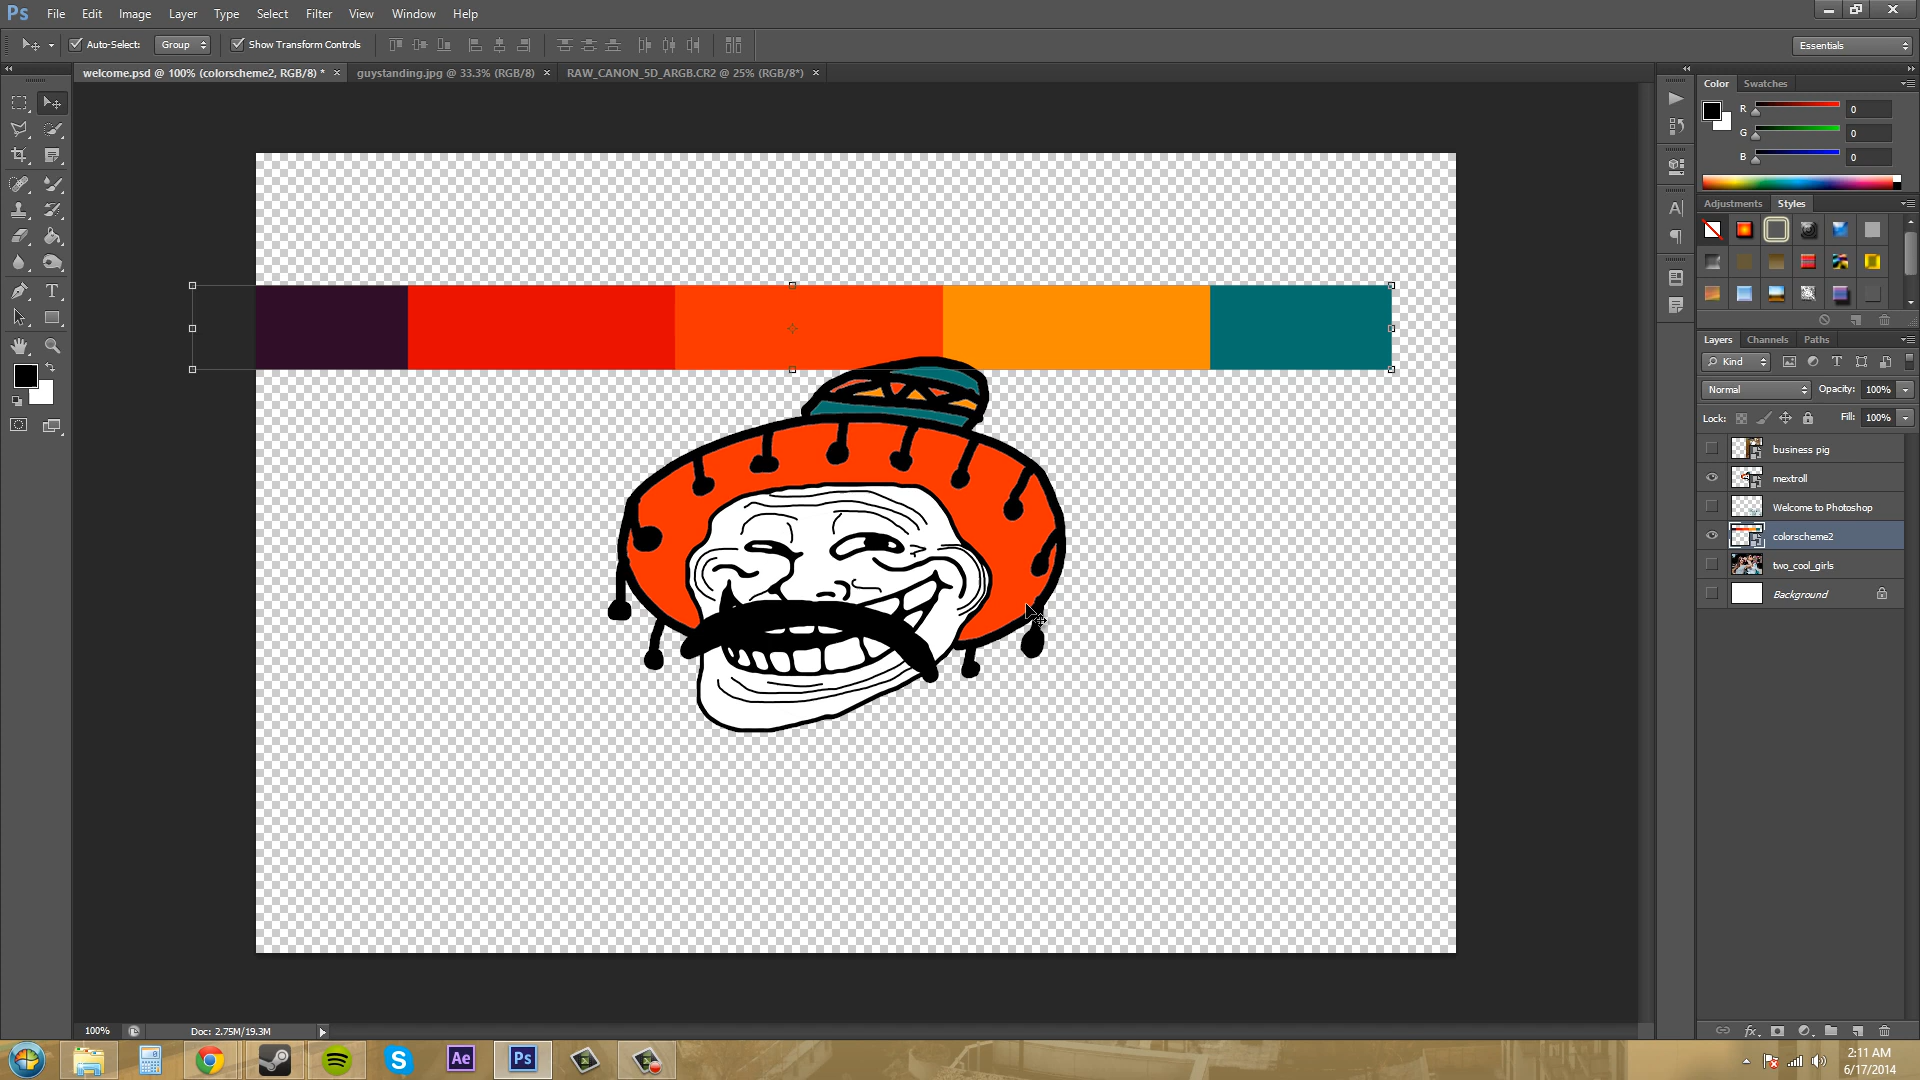 Ps File Edit Image Layer Type Select Filter View Window Help
Auto-Select: Group Show Transform Controls Essentials
welcome.psd @ 100% (colorscheme2, RGB/8) * × guystanding.jpg @ 33.3% (RGB/8) × RAW_CANON_5D_ARGB.CR2 @ 25% (RGB/8*) ×
Color Swatches
R 0
G 0
B 0
Adjustments Styles
Layers Channels Paths
Kind
Normal Opacity: 100%
Lock: Fill: 100%
business pig
mextroll
Welcome to Photoshop
colorscheme2
two_cool_girls
Background
100% Doc: 2.75M/19.3M
Ae Ps
2:11 AM
6/17/2014